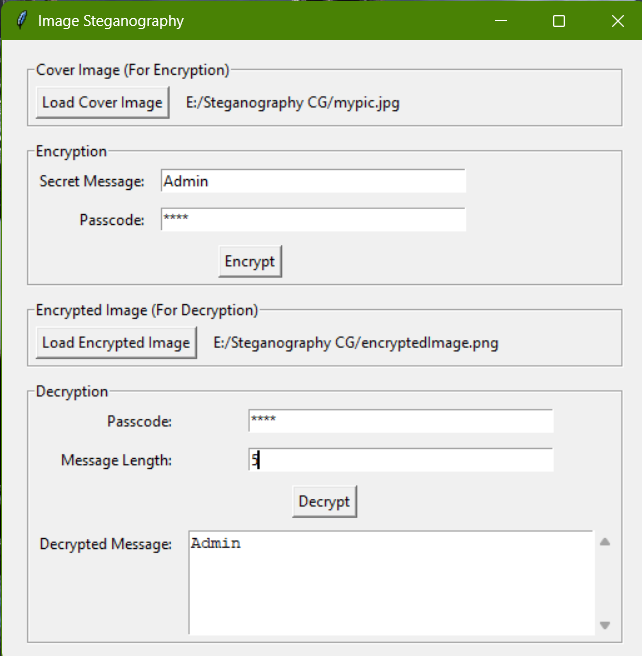 Image Steganography
Cover Image (For Encryption)
Load Cover Image E:/Steganography CG/mypic.jpg
Encryption
Secret Message: Admin
Passcode: ****
Encrypt
Encrypted Image (For Decryption)
Load Encrypted Image E:/Steganography CG/encryptedImage.png
Decryption
Passcode: ****
Message Length: 5
Decrypt
Decrypted Message: Admin